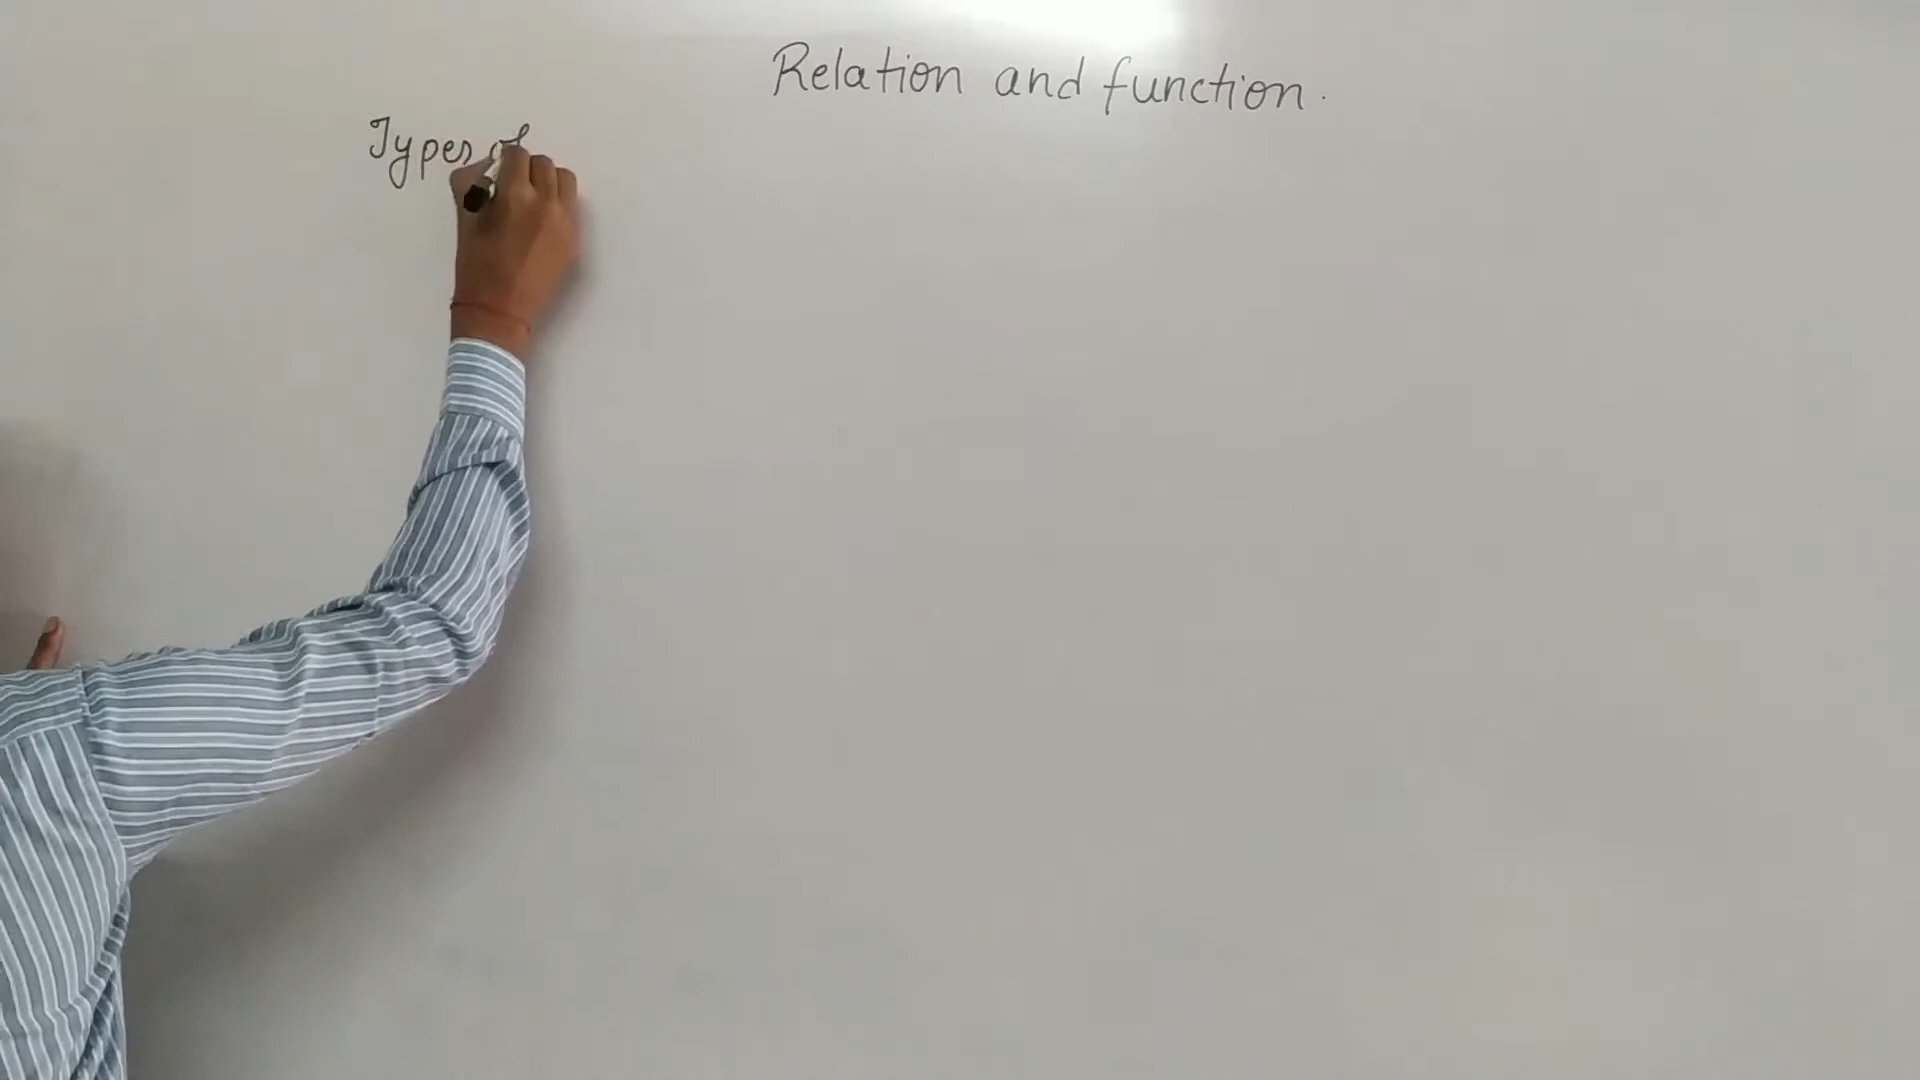 Relation and function.
Types of